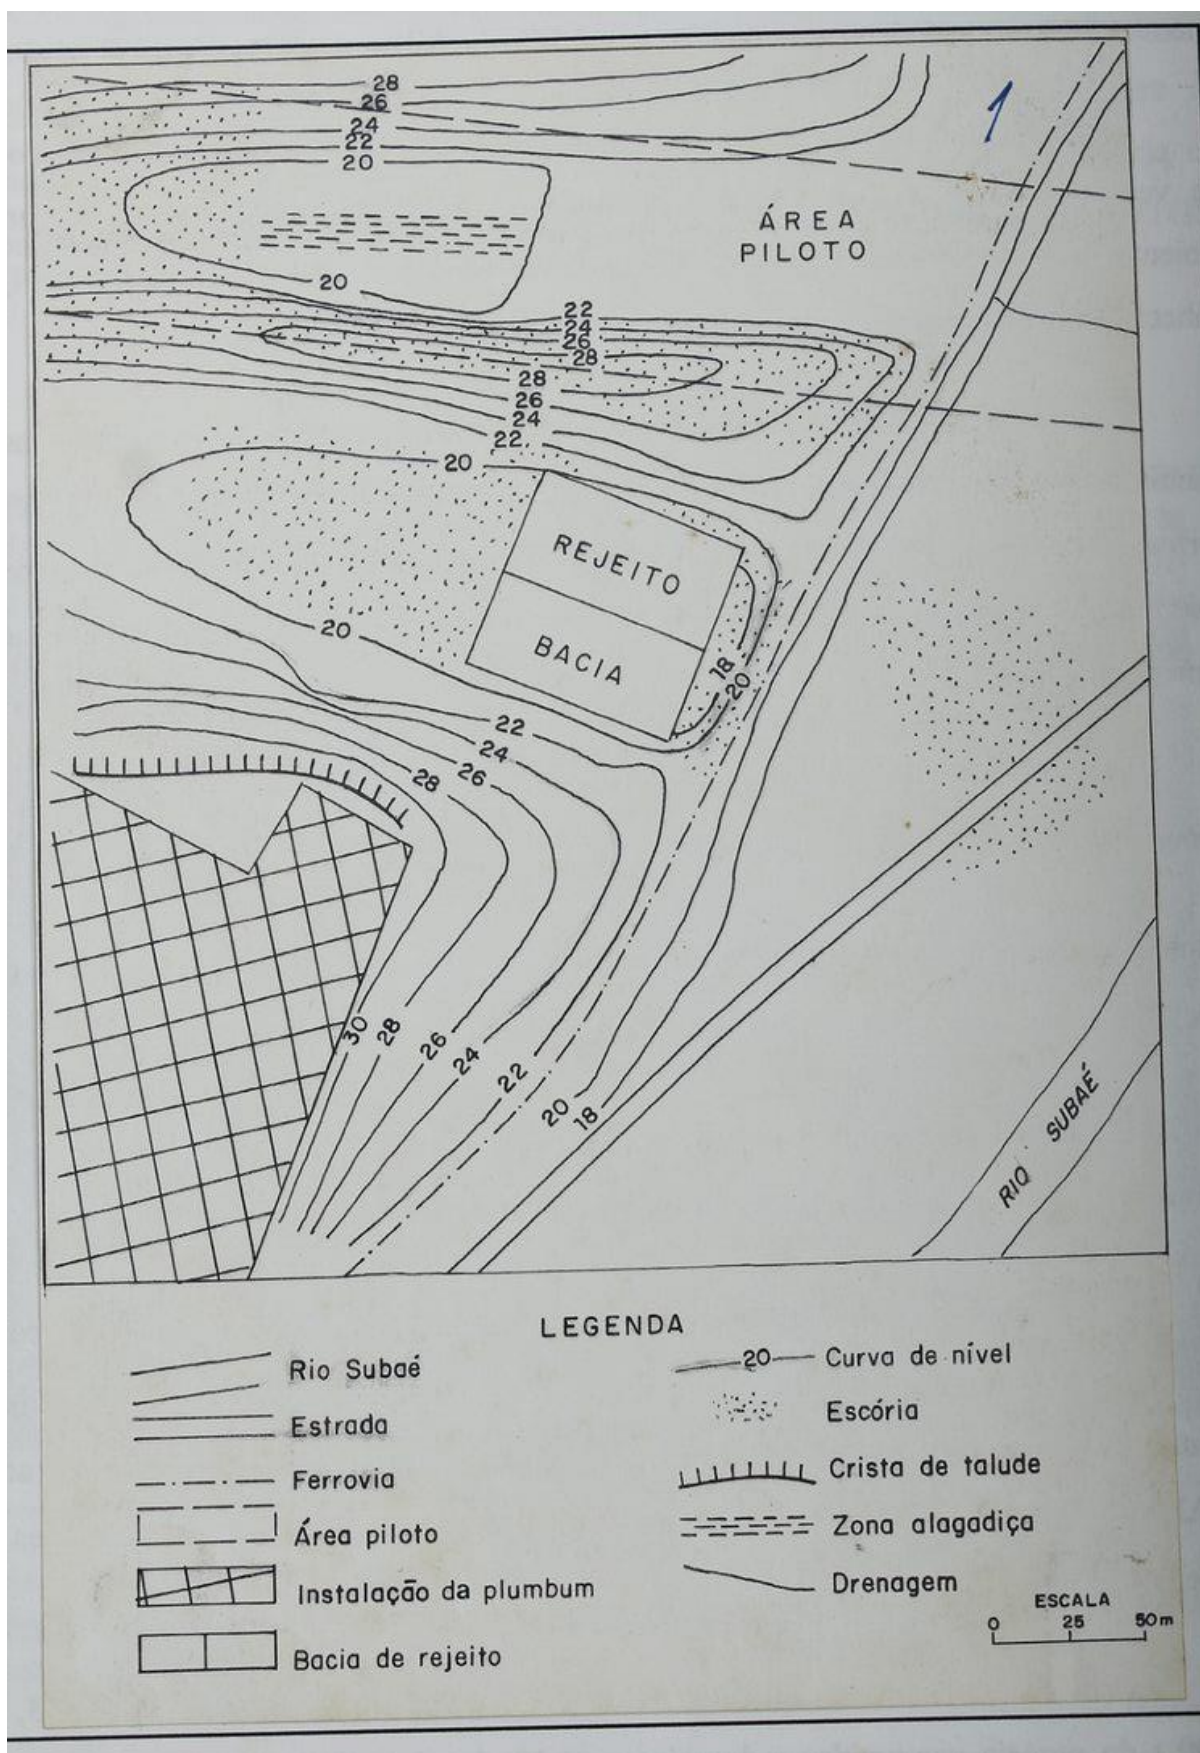 28
26
24
22
20
1
ÁREA
PILOTO
20
22
24
26
28
28
26
24
22
20
REJEITO
BACIA
20
18
20
22
24
26
28
30
28
26
24
22
20
18
RIO SUBAÉ
LEGENDA
Rio Subaé
Estrada
Ferrovia
Área piloto
Instalação da plumbum
Bacia de rejeito
20
Curva de nível
Escória
Crista de talude
Zona alagadiça
Drenagem
ESCALA
0 25 50m